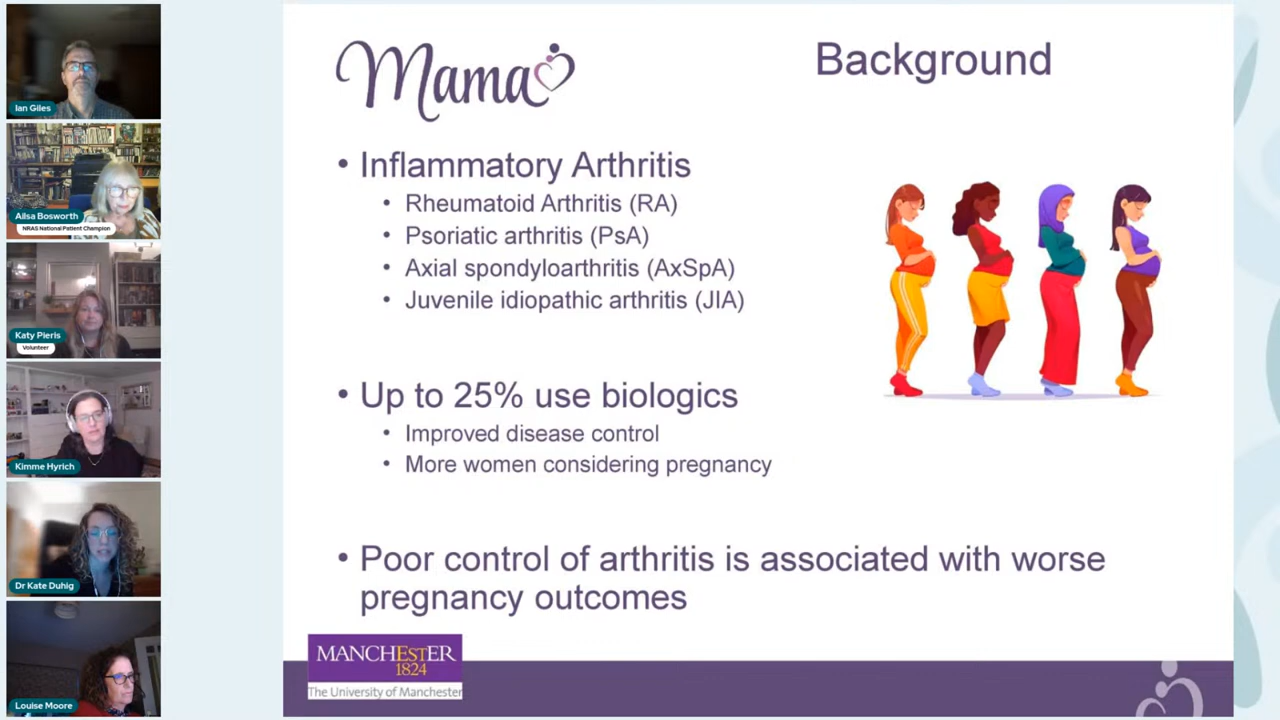 Ian Giles
Ailsa Bosworth
NRAS National Patient Champion
Katy Pieris
Volunteer
Kimme Hyrich
Dr Kate Duhig
Louise Moore
Mama
Background
• Inflammatory Arthritis
• Rheumatoid Arthritis (RA)
• Psoriatic arthritis (PsA)
• Axial spondyloarthritis (AxSpA)
• Juvenile idiopathic arthritis (JIA)
• Up to 25% use biologics
• Improved disease control
• More women considering pregnancy
• Poor control of arthritis is associated with worse
pregnancy outcomes
MANCHESTER
1824
The University of Manchester